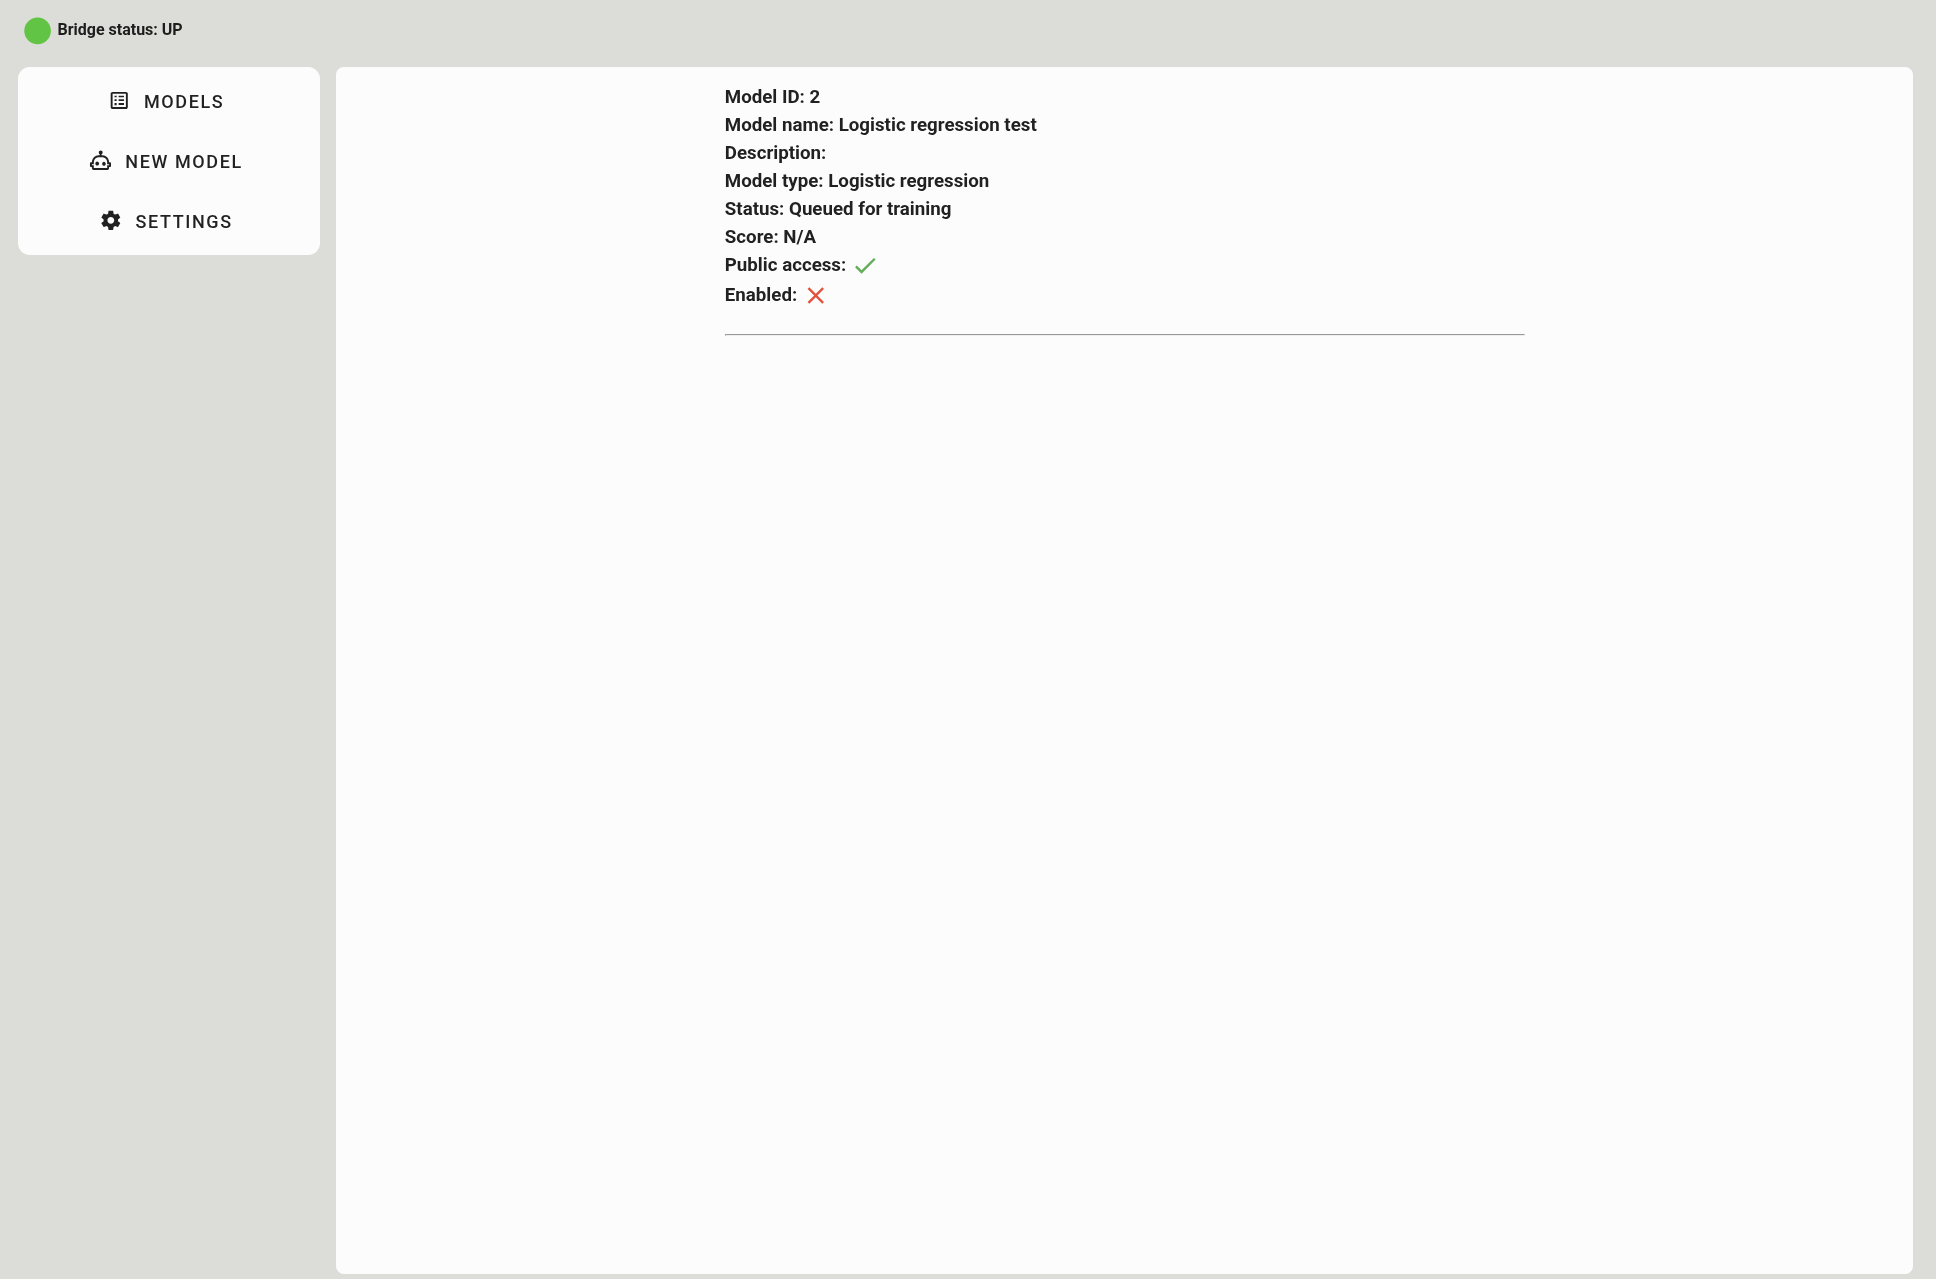 Bridge status: UP
MODELS
NEW MODEL
SETTINGS
Model ID: 2
Model name: Logistic regression test
Description:
Model type: Logistic regression
Status: Queued for training
Score: N/A
Public access:
Enabled: